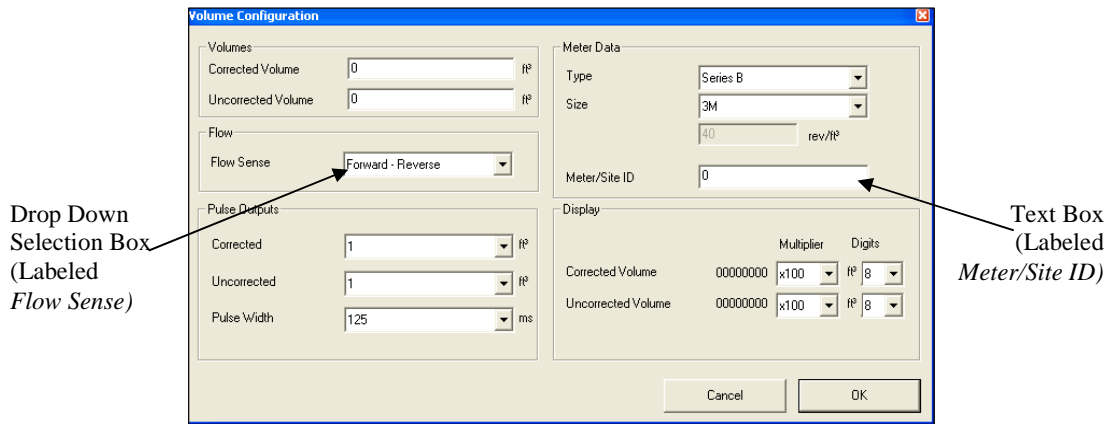 Volume Configuration
Volumes
Corrected Volume 0 ft³
Uncorrected Volume 0 ft³
Flow
Flow Sense Forward - Reverse
Pulse Outputs
Corrected 1 ft³
Uncorrected 1 ft³
Pulse Width 125 ms
Meter Data
Type Series B
Size 3M
40 rev/ft³
Meter/Site ID 0
Display
Multiplier Digits
Corrected Volume 00000000 x100 ft³ 8
Uncorrected Volume 00000000 x100 ft³ 8
Cancel OK
Drop Down
Selection Box
(Labeled
Flow Sense)
Text Box
(Labeled
Meter/Site ID)